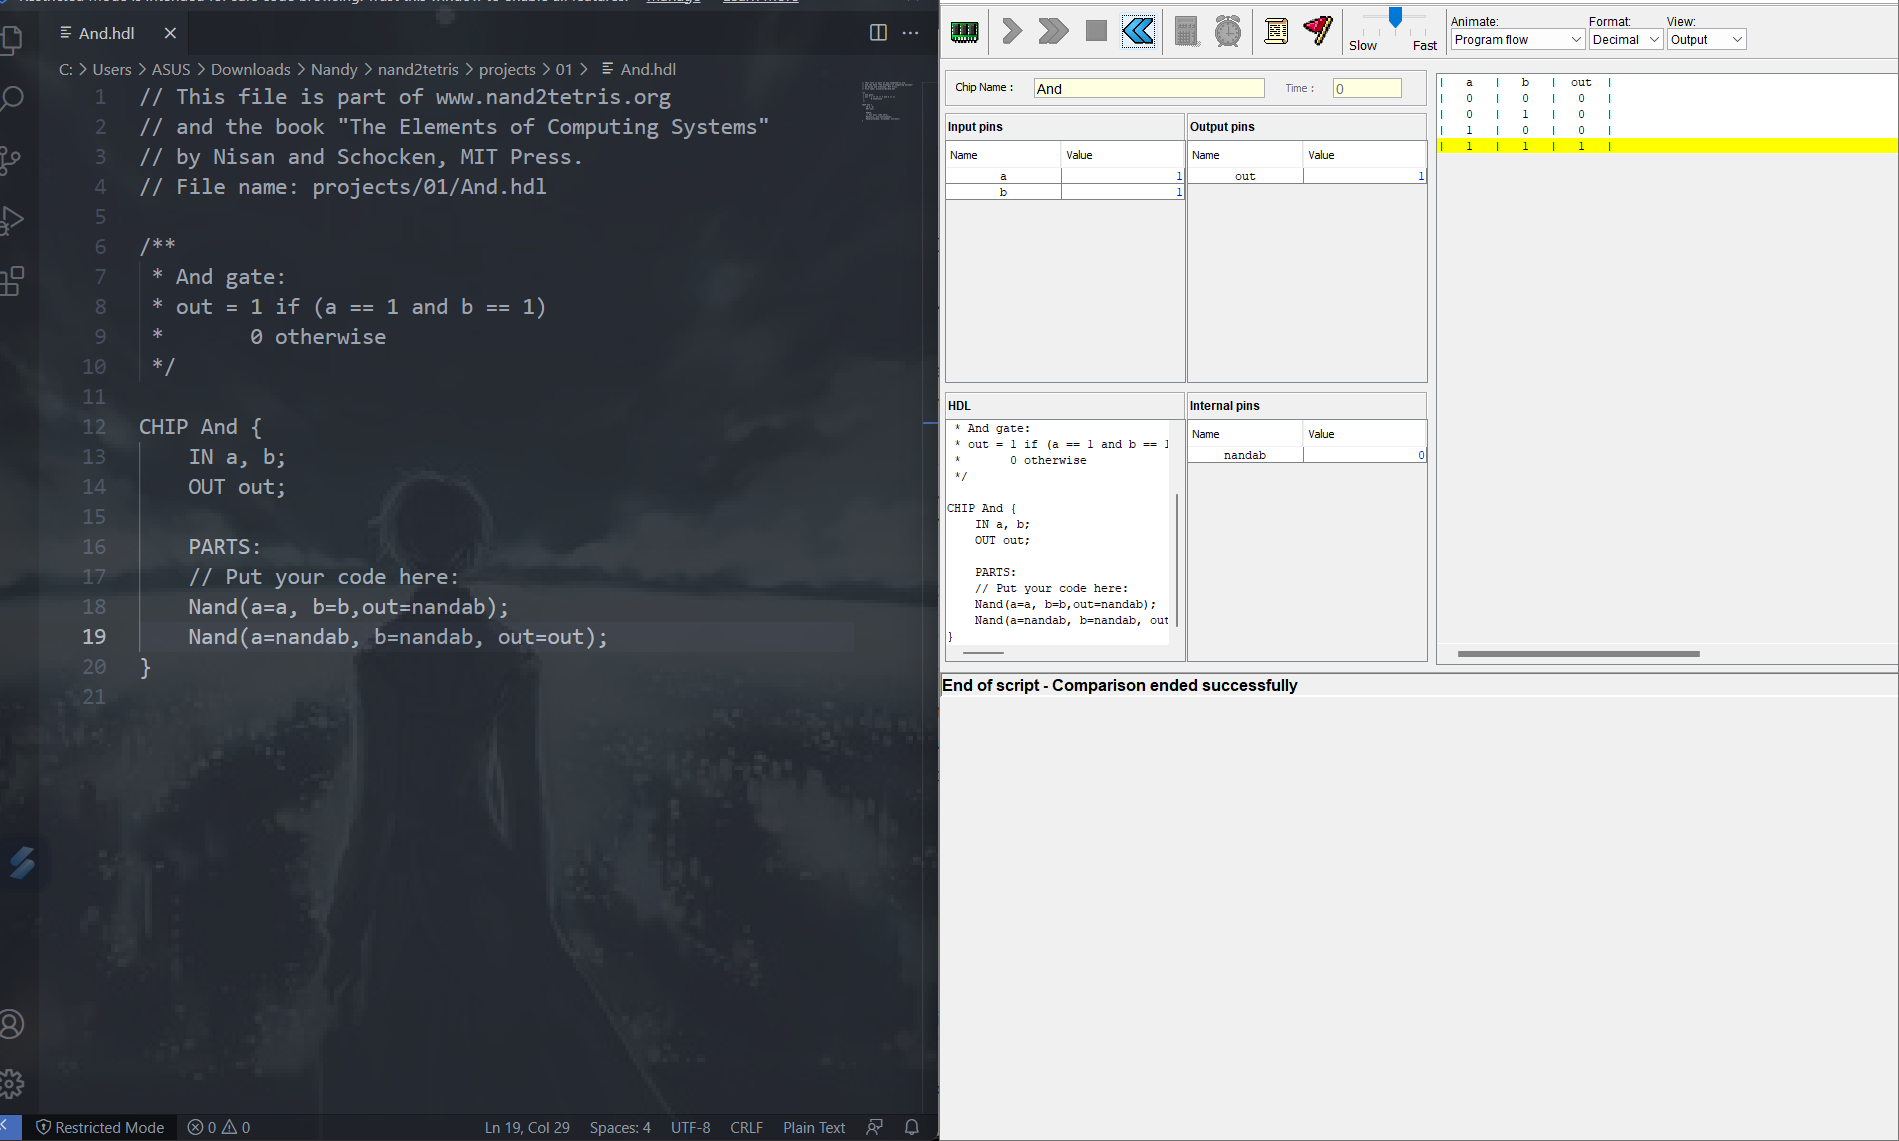 And.hdl
C: > Users > ASUS > Downloads > Nandy > nand2tetris > projects > 01 > And.hdl
1 // This file is part of www.nand2tetris.org
2 // and the book "The Elements of Computing Systems"
3 // by Nisan and Schocken, MIT Press.
4 // File name: projects/01/And.hdl
5
6 /**
7 * And gate:
8 * out = 1 if (a == 1 and b == 1)
9 * 0 otherwise
10 */
11
12 CHIP And {
13 IN a, b;
14 OUT out;
15
16 PARTS:
17 // Put your code here:
18 Nand(a=a, b=b,out=nandab);
19 Nand(a=nandab, b=nandab, out=out);
20 }
21
Restricted Mode 0 0 Ln 19, Col 29 Spaces: 4 UTF-8 CRLF Plain Text
Slow Fast
Animate: Format: View:
Program flow Decimal Output
Chip Name : And Time : 0
Input pins
Name Value
a 1
b 1
Output pins
Name Value
out 1
HDL
* And gate:
* out = 1 if (a == 1 and b == 1
* 0 otherwise
*/
CHIP And {
IN a, b;
OUT out;
PARTS:
// Put your code here:
Nand(a=a, b=b,out=nandab);
Nand(a=nandab, b=nandab, out
}
Internal pins
Name Value
nandab 0
| a | b | out |
| 0 | 0 | 0 |
| 0 | 1 | 0 |
| 1 | 0 | 0 |
| 1 | 1 | 1 |
End of script - Comparison ended successfully